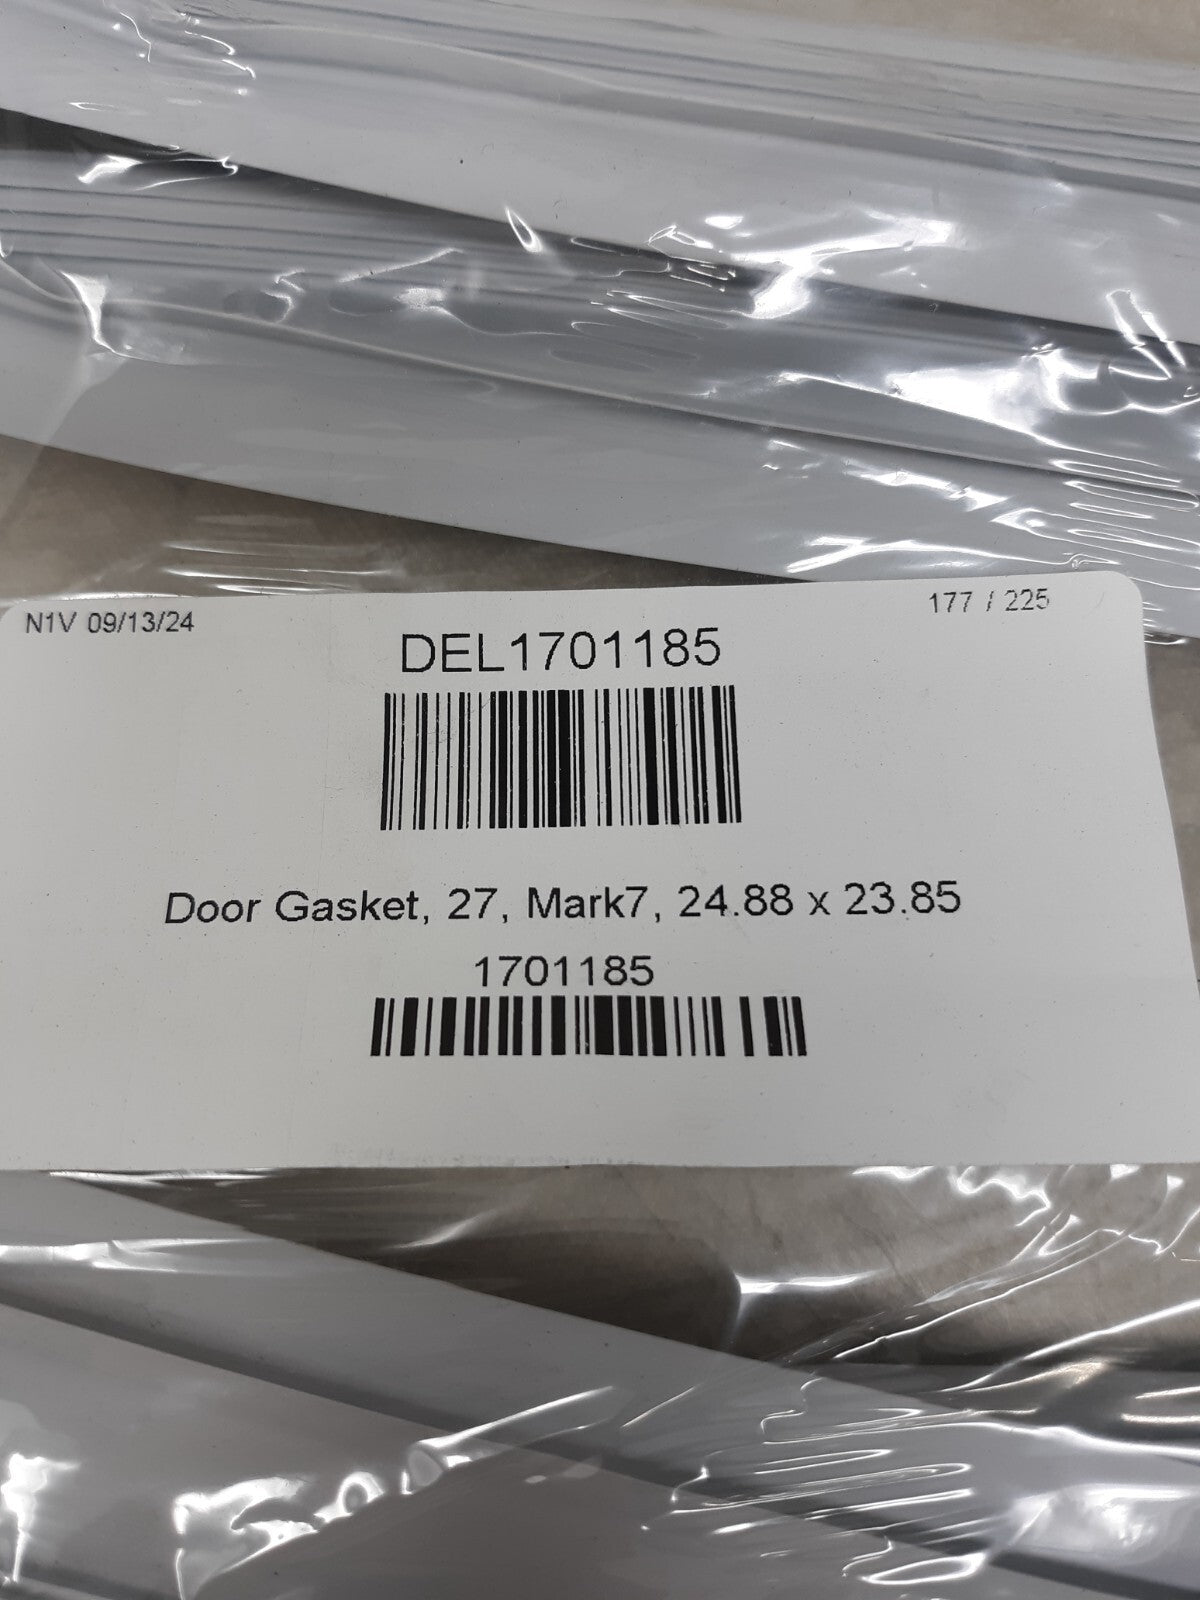 N1V 09/13/24
177 / 225
DEL1701185
Door Gasket, 27, Mark7, 24.88 x 23.85
1701185